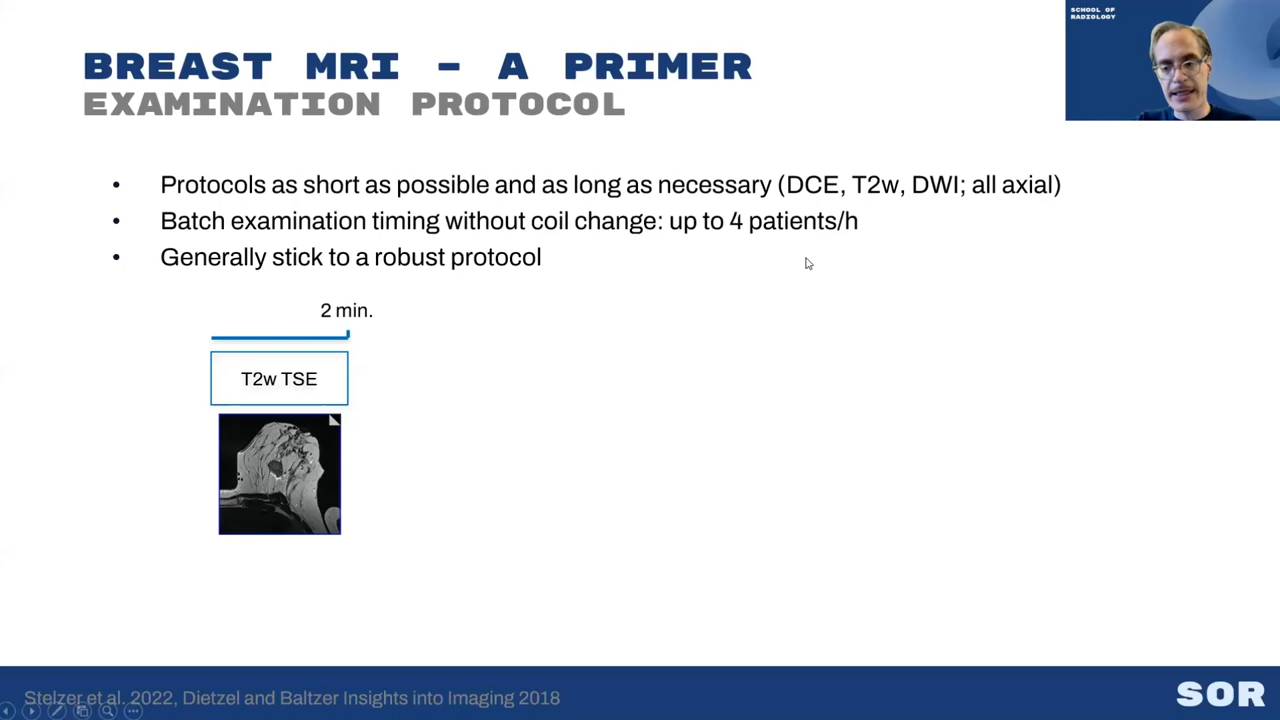 SCHOOL OF
RADIOLOGY
BREAST MRI – A PRIMER
EXAMINATION PROTOCOL
• Protocols as short as possible and as long as necessary (DCE, T2w, DWI; all axial)
• Batch examination timing without coil change: up to 4 patients/h
• Generally stick to a robust protocol
2 min.
T2w TSE
Stelzer et al. 2022, Dietzel and Baltzer Insights into Imaging 2018
SOR